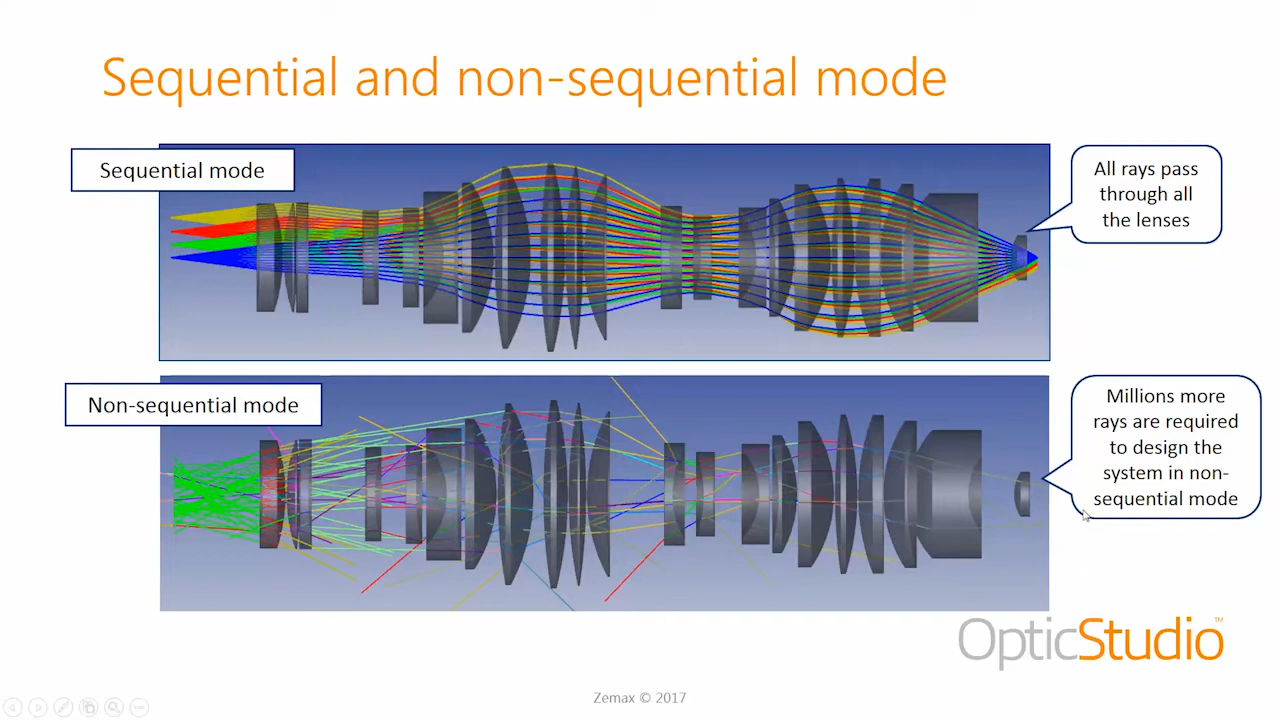 Sequential and non-sequential mode
Sequential mode
All rays pass
through all
the lenses
Non-sequential mode
Millions more
rays are required
to design the
system in non-
sequential mode
OpticStudio™
Zemax © 2017